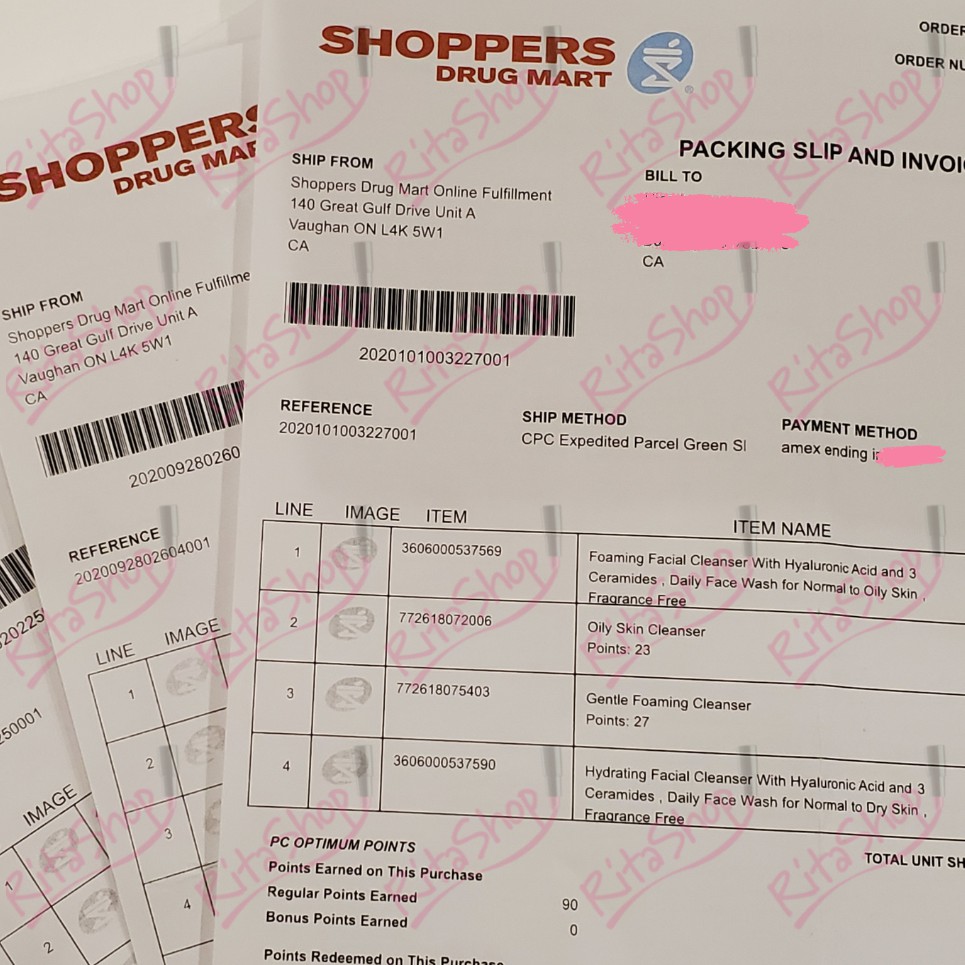 SHOPPERS
DRUG MART
ORDER
ORDER NU
PACKING SLIP AND INVOI
SHIP FROM
Shoppers Drug Mart Online Fulfillment
140 Great Gulf Drive Unit A
Vaughan ON L4K 5W1
CA
BILL TO
CA
2020101003227001
REFERENCE
2020101003227001
SHIP METHOD
CPC Expedited Parcel Green S
PAYMENT METHOD
amex ending i
LINE IMAGE ITEM ITEM NAME
1 3606000537569 Foaming Facial Cleanser With Hyaluronic Acid and 3
Ceramides , Daily Face Wash for Normal to Oily Skin ,
Fragrance Free
2 772618072006 Oily Skin Cleanser
Points: 23
3 772618075403 Gentle Foaming Cleanser
Points: 27
4 3606000537590 Hydrating Facial Cleanser With Hyaluronic Acid and 3
Ceramides , Daily Face Wash for Normal to Dry Skin ,
Fragrance Free
TOTAL UNIT SH
PC OPTIMUM POINTS
Points Earned on This Purchase
Regular Points Earned 90
Bonus Points Earned 0
Points Redeemed on This Purchase
SHOPPERS
DRUG MAR
SHIP FROM
Shoppers Drug Mart Online Fulfillme
140 Great Gulf Drive Unit A
Vaughan ON L4K 5W1
CA
202009280260
REFERENCE
2020092802604001
LINE IMAGE
1
2
3
4
202025
250001
IMAGE
1
2
RitaShop